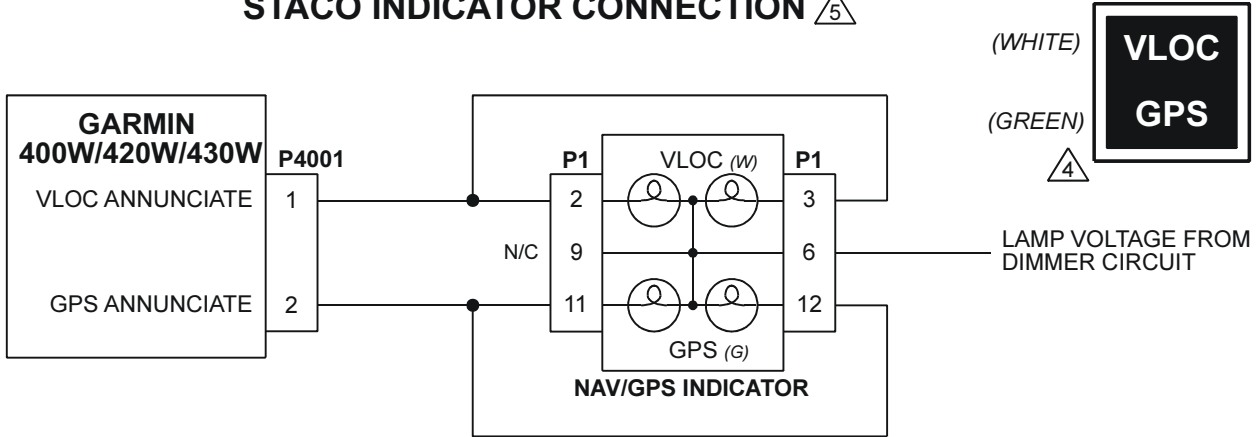 STACO INDICATOR CONNECTION 5
(WHITE)
VLOC
(GREEN)
GPS
4
GARMIN
400W/420W/430W
P4001
VLOC ANNUNCIATE
1
GPS ANNUNCIATE
2
P1
VLOC (W)
P1
2
3
N/C
9
6
11
12
GPS (G)
NAV/GPS INDICATOR
LAMP VOLTAGE FROM
DIMMER CIRCUIT